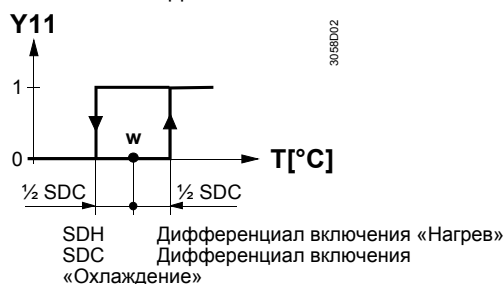 Y11
3058D02
1
w
0
T[°C]
½ SDC
½ SDC
SDH Дифференциал включения «Нагрев»
SDC Дифференциал включения
«Охлаждение»